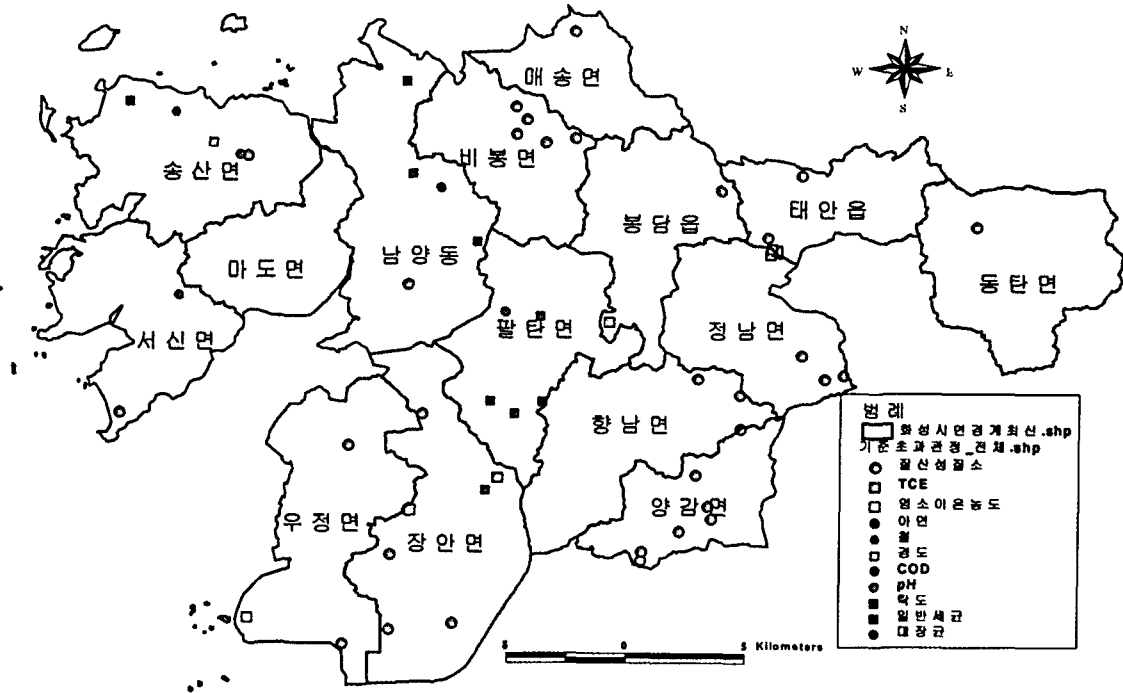 N
W E
S
매송면
비봉면
송산면
태안읍
봉담읍
남양동
마도면
동탄면
팔탄면
정남면
서신면
향남면
양감면
우정면
장안면
범례
화성시면경계최신.shp
기준초과관정_전체.shp
질산성질소
TCE
염소이온농도
아연
철
경도
COD
pH
탁도
일반세균
대장균
5 0 5 Kilometers